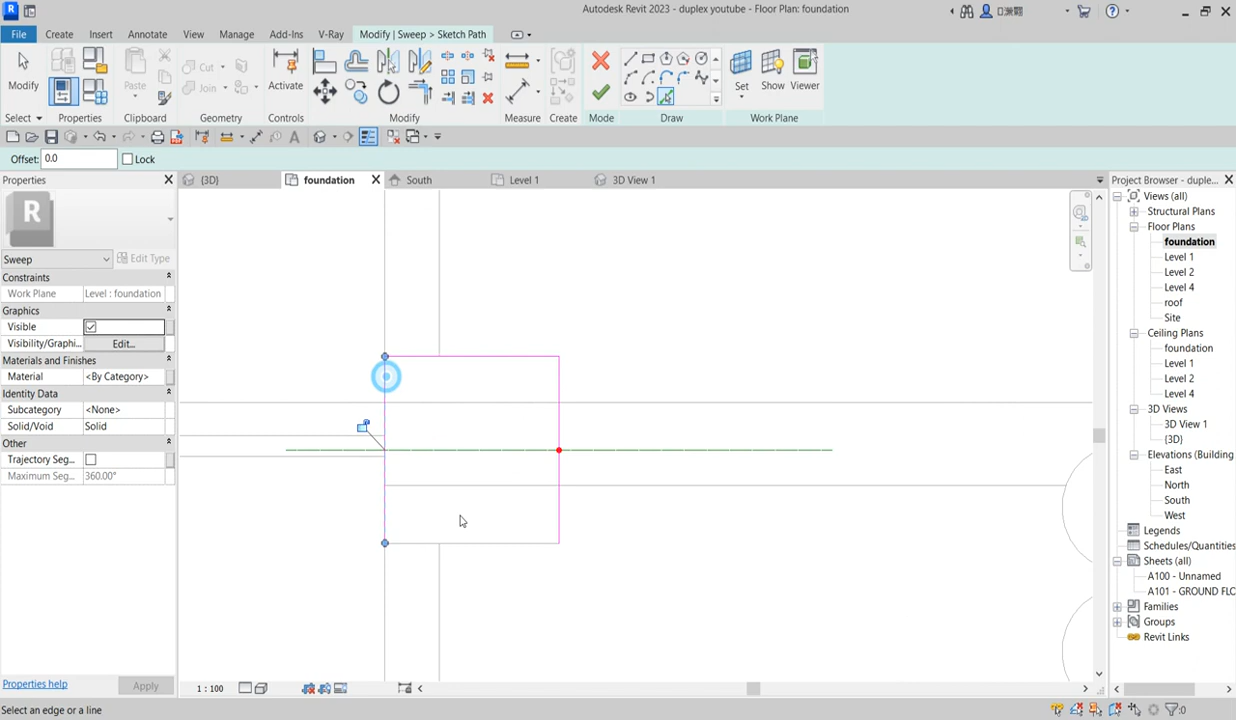 Autodesk Revit 2023 - duplex youtube - Floor Plan: foundation
File Create Insert Annotate View Manage Add-Ins V-Ray Modify | Sweep > Sketch Path
Modify
Paste
Cut
Join
Activate
Set Show Viewer
Select Properties Clipboard Geometry Controls Modify Measure Create Mode Draw Work Plane
Offset: 0.0 Lock
Properties
{3D} foundation South Level 1 3D View 1
Project Browser - duple...
Sweep
Edit Type
Constraints
Work Plane Level : foundation
Graphics
Visible
Visibility/Graphi... Edit...
Materials and Finishes
Material <By Category>
Identity Data
Subcategory <None>
Solid/Void Solid
Other
Trajectory Seg...
Maximum Seg... 360.00°
Views (all)
Structural Plans
Floor Plans
foundation
Level 1
Level 2
Level 4
roof
Site
Ceiling Plans
foundation
Level 1
Level 2
Level 4
3D Views
3D View 1
{3D}
Elevations (Building
East
North
South
West
Legends
Schedules/Quantities
Sheets (all)
A100 - Unnamed
A101 - GROUND FLC
Families
Groups
Revit Links
Properties help Apply
1 : 100
Select an edge or a line
:0